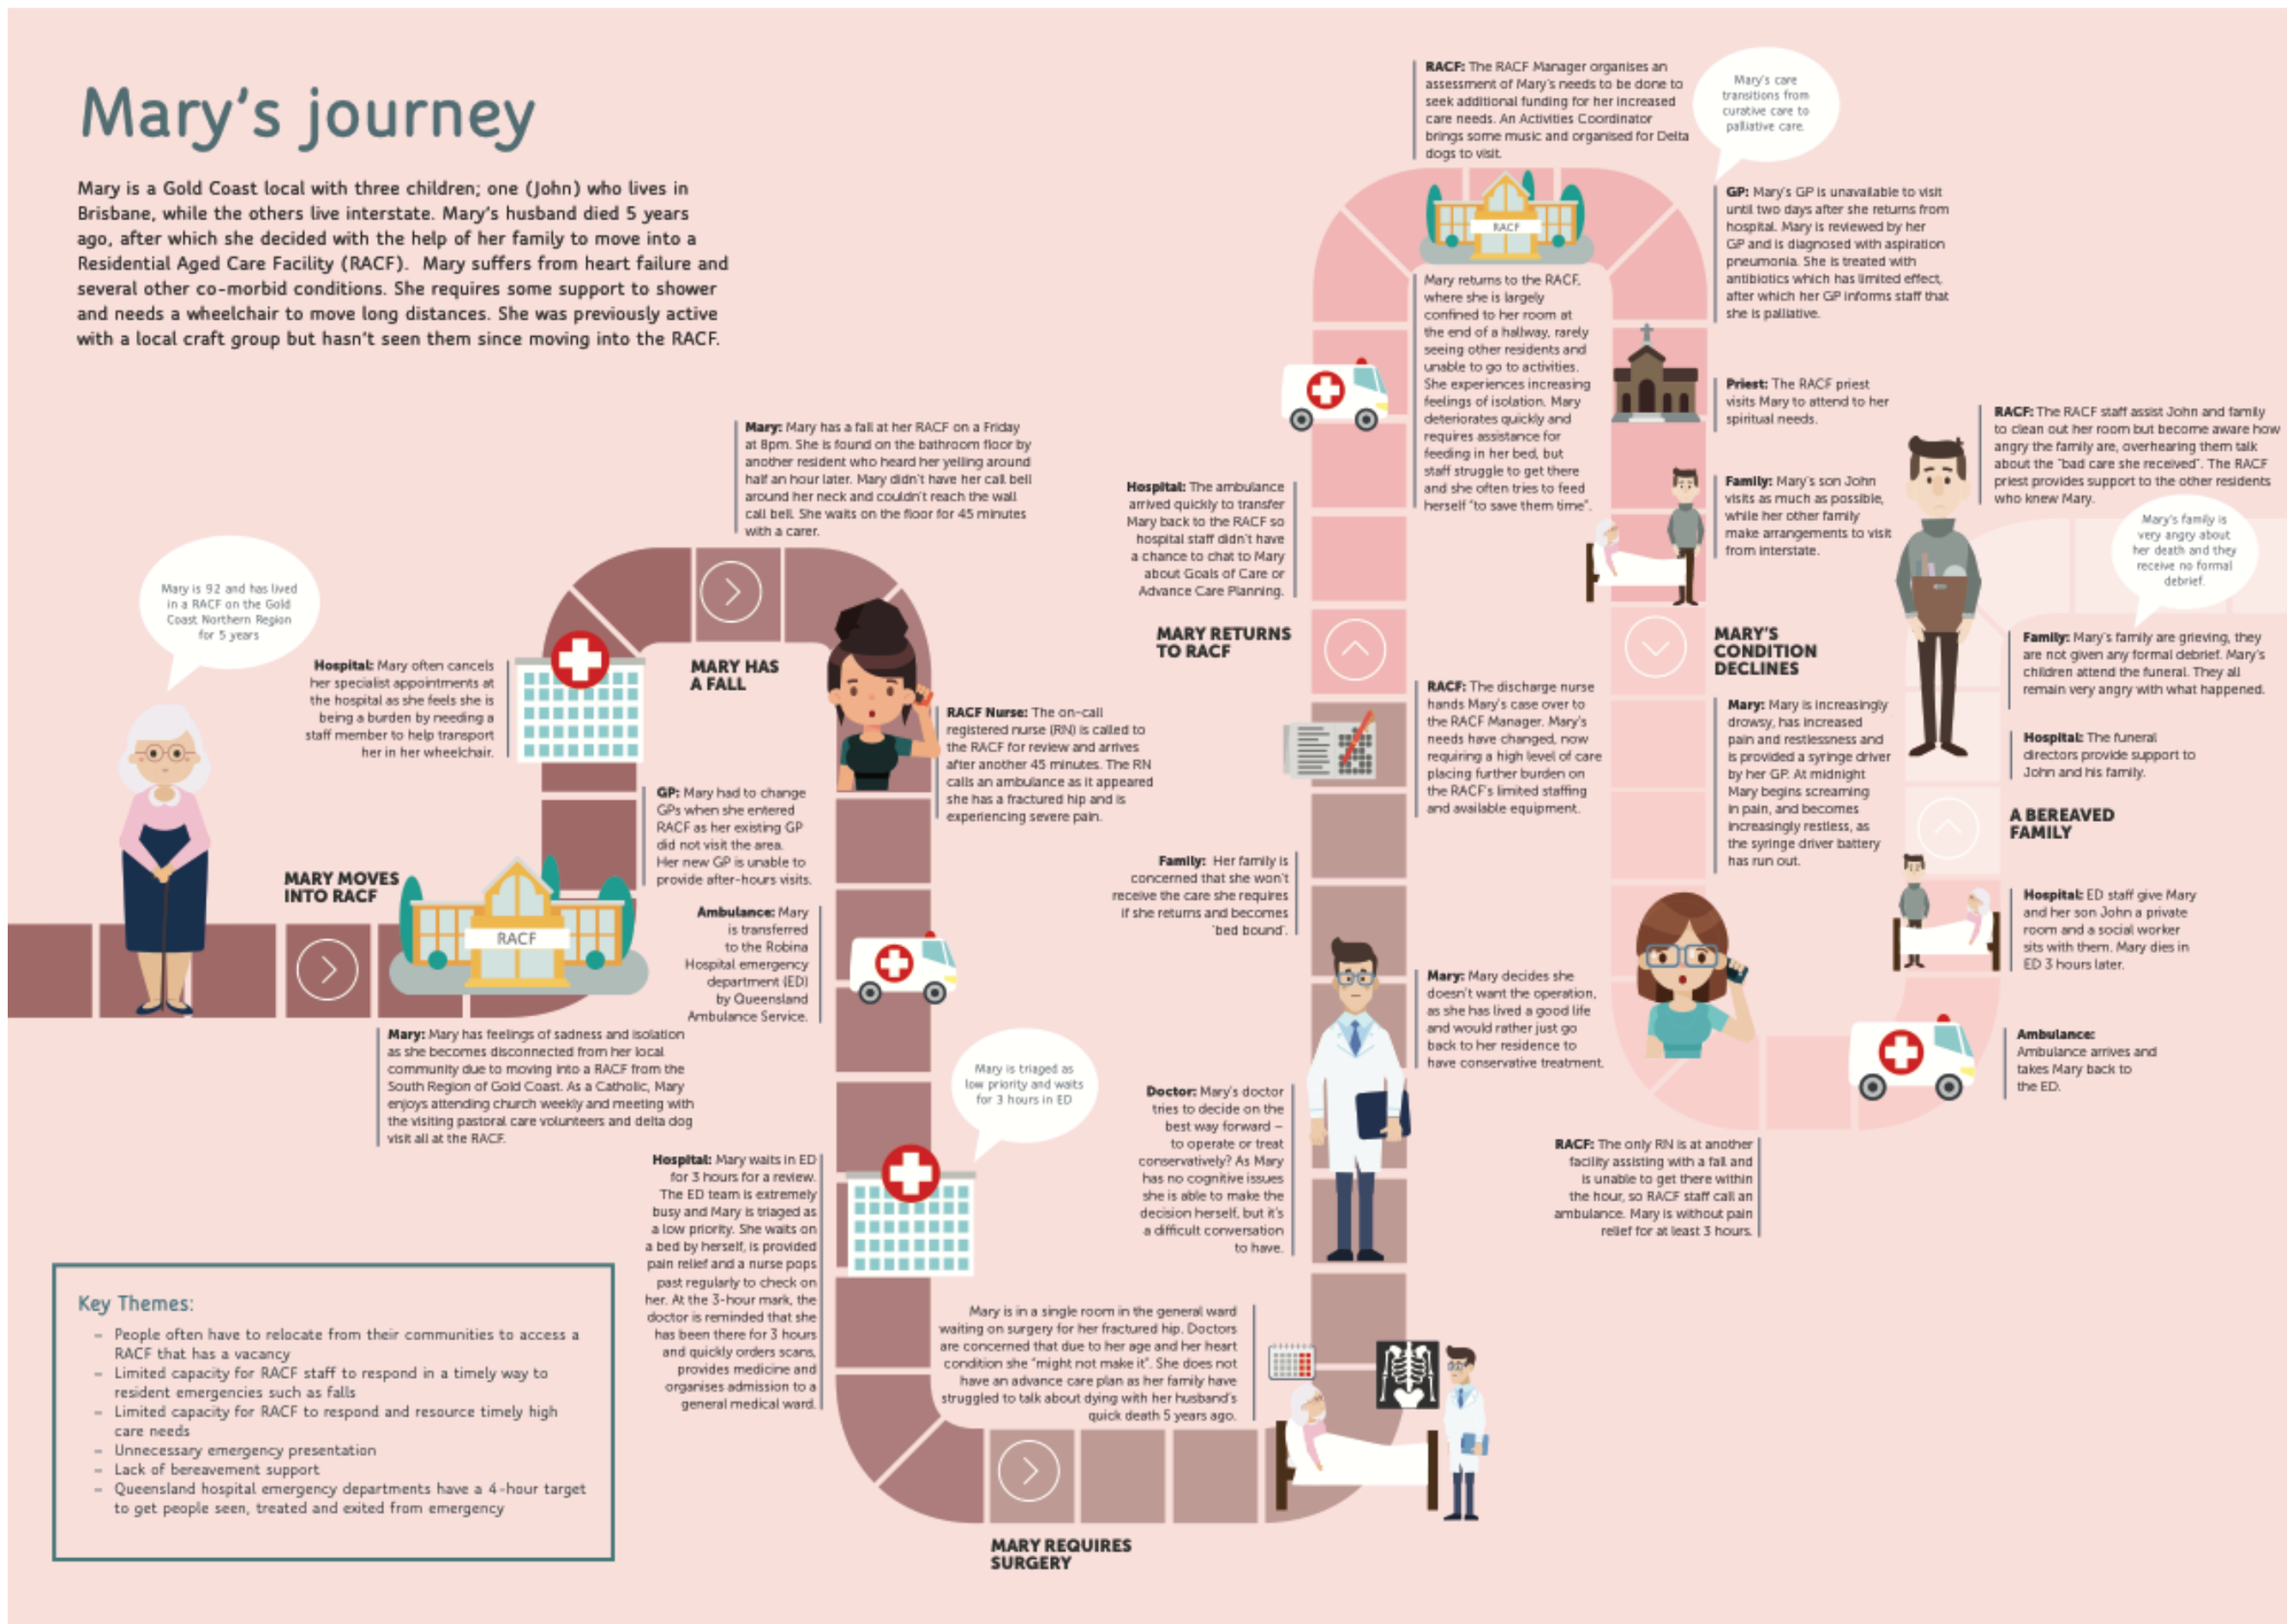 Mary's journey
Mary is a Gold Coast local with three children; one (John) who lives in
Brisbane, while the others live interstate. Mary's husband died 5 years
ago, after which she decided with the help of her family to move into a
Residential Aged Care Facility (RACF). Mary suffers from heart failure and
several other co-morbid conditions. She requires some support to shower
and needs a wheelchair to move long distances. She was previously active
with a local craft group but hasn't seen them since moving into the RACF.
Mary is 92 and has lived
in a RACF on the Gold
Coast Northern Region
for 5 years
MARY MOVES
INTO RACF
RACF
Mary: Mary has feelings of sadness and isolation
as she becomes disconnected from her local
community due to moving into a RACF from the
South Region of Gold Coast. As a Catholic, Mary
enjoys attending church weekly and meeting with
the visiting pastoral care volunteers and delta dog
visit all at the RACF.
GP: Mary had to change
GPs when she entered
RACF as her existing GP
did not visit the area.
Her new GP is unable to
provide after-hours visits.
Hospital: Mary often cancels
her specialist appointments at
the hospital as she feels she is
being a burden by needing a
staff member to help transport
her in her wheelchair.
MARY HAS
A FALL
Mary: Mary has a fall at her RACF on a Friday
at 8pm. She is found on the bathroom floor by
another resident who heard her yelling around
half an hour later. Mary didn't have her call bell
around her neck and couldn't reach the wall
call bell. She waits on the floor for 45 minutes
with a carer.
RACF Nurse: The on-call
registered nurse (RN) is called to
the RACF for review and arrives
after another 45 minutes. The RN
calls an ambulance as it appeared
she has a fractured hip and is
experiencing severe pain.
Ambulance: Mary
is transferred
to the Robina
Hospital emergency
department (ED)
by Queensland
Ambulance Service.
Mary is triaged as
low priority and waits
for 3 hours in ED
Hospital: Mary waits in ED
for 3 hours for a review.
The ED team is extremely
busy and Mary is triaged as
a low priority. She waits on
a bed by herself, is provided
pain relief and a nurse pops
past regularly to check on
her. At the 3-hour mark, the
doctor is reminded that she
has been there for 3 hours
and quickly orders scans,
provides medicine and
organises admission to a
general medical ward.
MARY REQUIRES
SURGERY
Mary is in a single room in the general ward
waiting on surgery for her fractured hip. Doctors
are concerned that due to her age and her heart
condition she "might not make it". She does not
have an advance care plan as her family have
struggled to talk about dying with her husband's
quick death 5 years ago.
Doctor: Mary's doctor
tries to decide on the
best way forward –
to operate or treat
conservatively? As Mary
has no cognitive issues
she is able to make the
decision herself, but it's
a difficult conversation
to have.
Mary: Mary decides she
doesn't want the operation,
as she has lived a good life
and would rather just go
back to her residence to
have conservative treatment.
Family: Her family is
concerned that she won't
receive the care she requires
if she returns and becomes
'bed bound'.
RACF: The discharge nurse
hands Mary's case over to
the RACF Manager. Mary's
needs have changed, now
requiring a high level of care
placing further burden on
the RACF's limited staffing
and available equipment.
MARY RETURNS
TO RACF
Hospital: The ambulance
arrived quickly to transfer
Mary back to the RACF so
hospital staff didn't have
a chance to chat to Mary
about Goals of Care or
Advance Care Planning.
Mary returns to the RACF,
where she is largely
confined to her room at
the end of a hallway, rarely
seeing other residents and
unable to go to activities.
She experiences increasing
feelings of isolation. Mary
deteriorates quickly and
requires assistance for
feeding in her bed, but
staff struggle to get there
and she often tries to feed
herself "to save them time".
RACF
RACF: The RACF Manager organises an
assessment of Mary's needs to be done to
seek additional funding for her increased
care needs. An Activities Coordinator
brings some music and organised for Delta
dogs to visit.
Mary's care
transitions from
curative care to
palliative care.
GP: Mary's GP is unavailable to visit
until two days after she returns from
hospital. Mary is reviewed by her
GP and is diagnosed with aspiration
pneumonia. She is treated with
antibiotics which has limited effect,
after which her GP informs staff that
she is palliative.
Priest: The RACF priest
visits Mary to attend to her
spiritual needs.
Family: Mary's son John
visits as much as possible,
while her other family
make arrangements to visit
from interstate.
MARY'S
CONDITION
DECLINES
Mary: Mary is increasingly
drowsy, has increased
pain and restlessness and
is provided a syringe driver
by her GP. At midnight
Mary begins screaming
in pain, and becomes
increasingly restless, as
the syringe driver battery
has run out.
RACF: The only RN is at another
facility assisting with a fall and
is unable to get there within
the hour, so RACF staff call an
ambulance. Mary is without pain
relief for at least 3 hours.
Ambulance:
Ambulance arrives and
takes Mary back to
the ED.
Hospital: ED staff give Mary
and her son John a private
room and a social worker
sits with them. Mary dies in
ED 3 hours later.
A BEREAVED
FAMILY
Hospital: The funeral
directors provide support to
John and his family.
Family: Mary's family are grieving, they
are not given any formal debrief. Mary's
children attend the funeral. They all
remain very angry with what happened.
Mary's family is
very angry about
her death and they
receive no formal
debrief.
RACF: The RACF staff assist John and family
to clean out her room but become aware how
angry the family are, overhearing them talk
about the "bad care she received". The RACF
priest provides support to the other residents
who knew Mary.
Key Themes:
– People often have to relocate from their communities to access a
RACF that has a vacancy
– Limited capacity for RACF staff to respond in a timely way to
resident emergencies such as falls
– Limited capacity for RACF to respond and resource timely high
care needs
– Unnecessary emergency presentation
– Lack of bereavement support
– Queensland hospital emergency departments have a 4-hour target
to get people seen, treated and exited from emergency